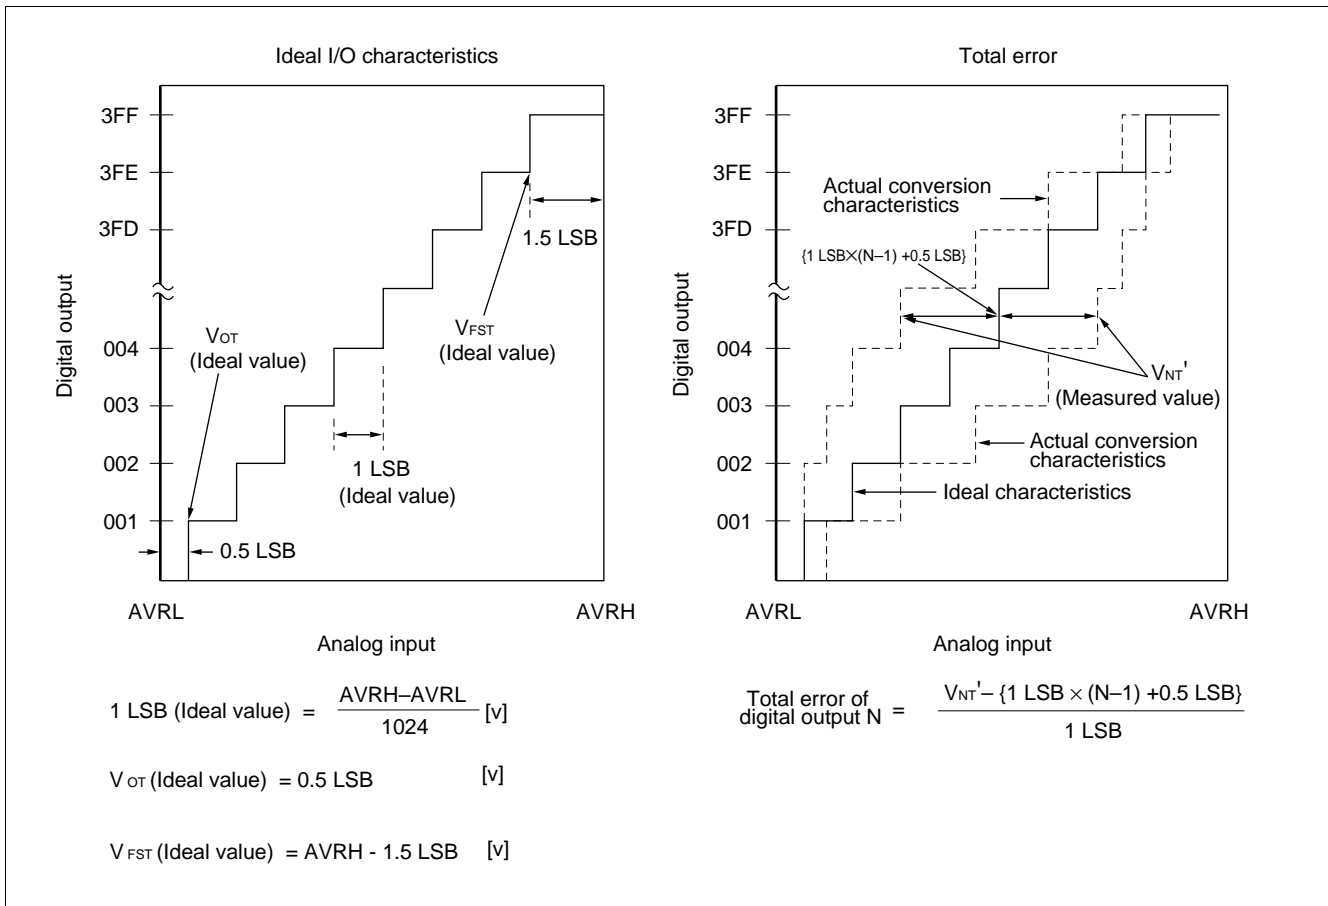 Ideal I/O characteristics
3FF
3FE
3FD
004
003
002
001
Digital output
VOT
(Ideal value)
VFST
(Ideal value)
1.5 LSB
1 LSB
(Ideal value)
0.5 LSB
AVRL
AVRH
Analog input
1 LSB (Ideal value) = AVRH–AVRL
1024
[v]
VOT (Ideal value) = 0.5 LSB [v]
VFST (Ideal value) = AVRH - 1.5 LSB [v]
Total error
3FF
3FE
3FD
004
003
002
001
Digital output
Actual conversion
characteristics
{1 LSB×(N–1) +0.5 LSB}
VNT'
(Measured value)
Actual conversion
characteristics
Ideal characteristics
AVRL
AVRH
Analog input
Total error of
digital output N =
VNT' – {1 LSB × (N–1) +0.5 LSB}
1 LSB